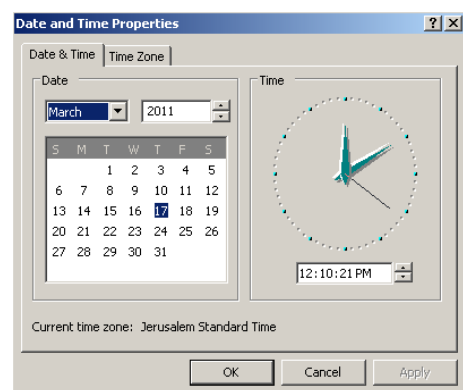 Date and Time Properties
Date & Time Time Zone
Date
March 2011
S M T W T F S
1 2 3 4 5
6 7 8 9 10 11 12
13 14 15 16 17 18 19
20 21 22 23 24 25 26
27 28 29 30 31
Time
12:10:21 PM
Current time zone: Jerusalem Standard Time
OK Cancel Apply